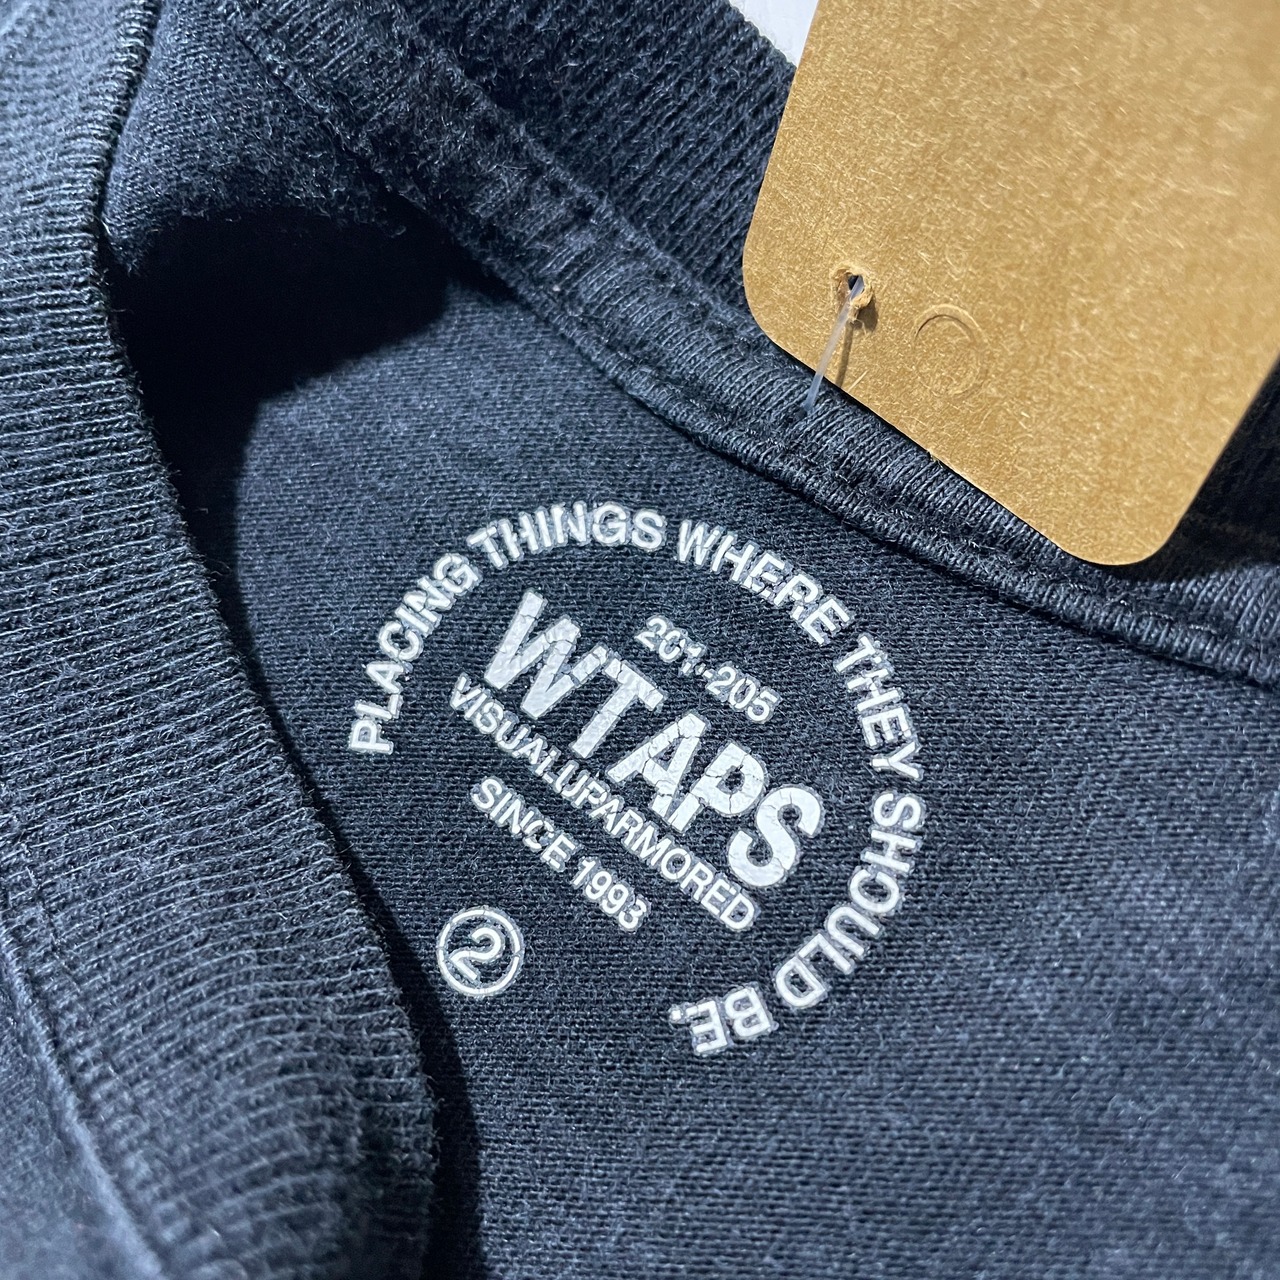 PLACING THINGS WHERE THEY SHOULD BE.
201-205
WTAPS
VISUALUPARMORED
SINCE 1993
2